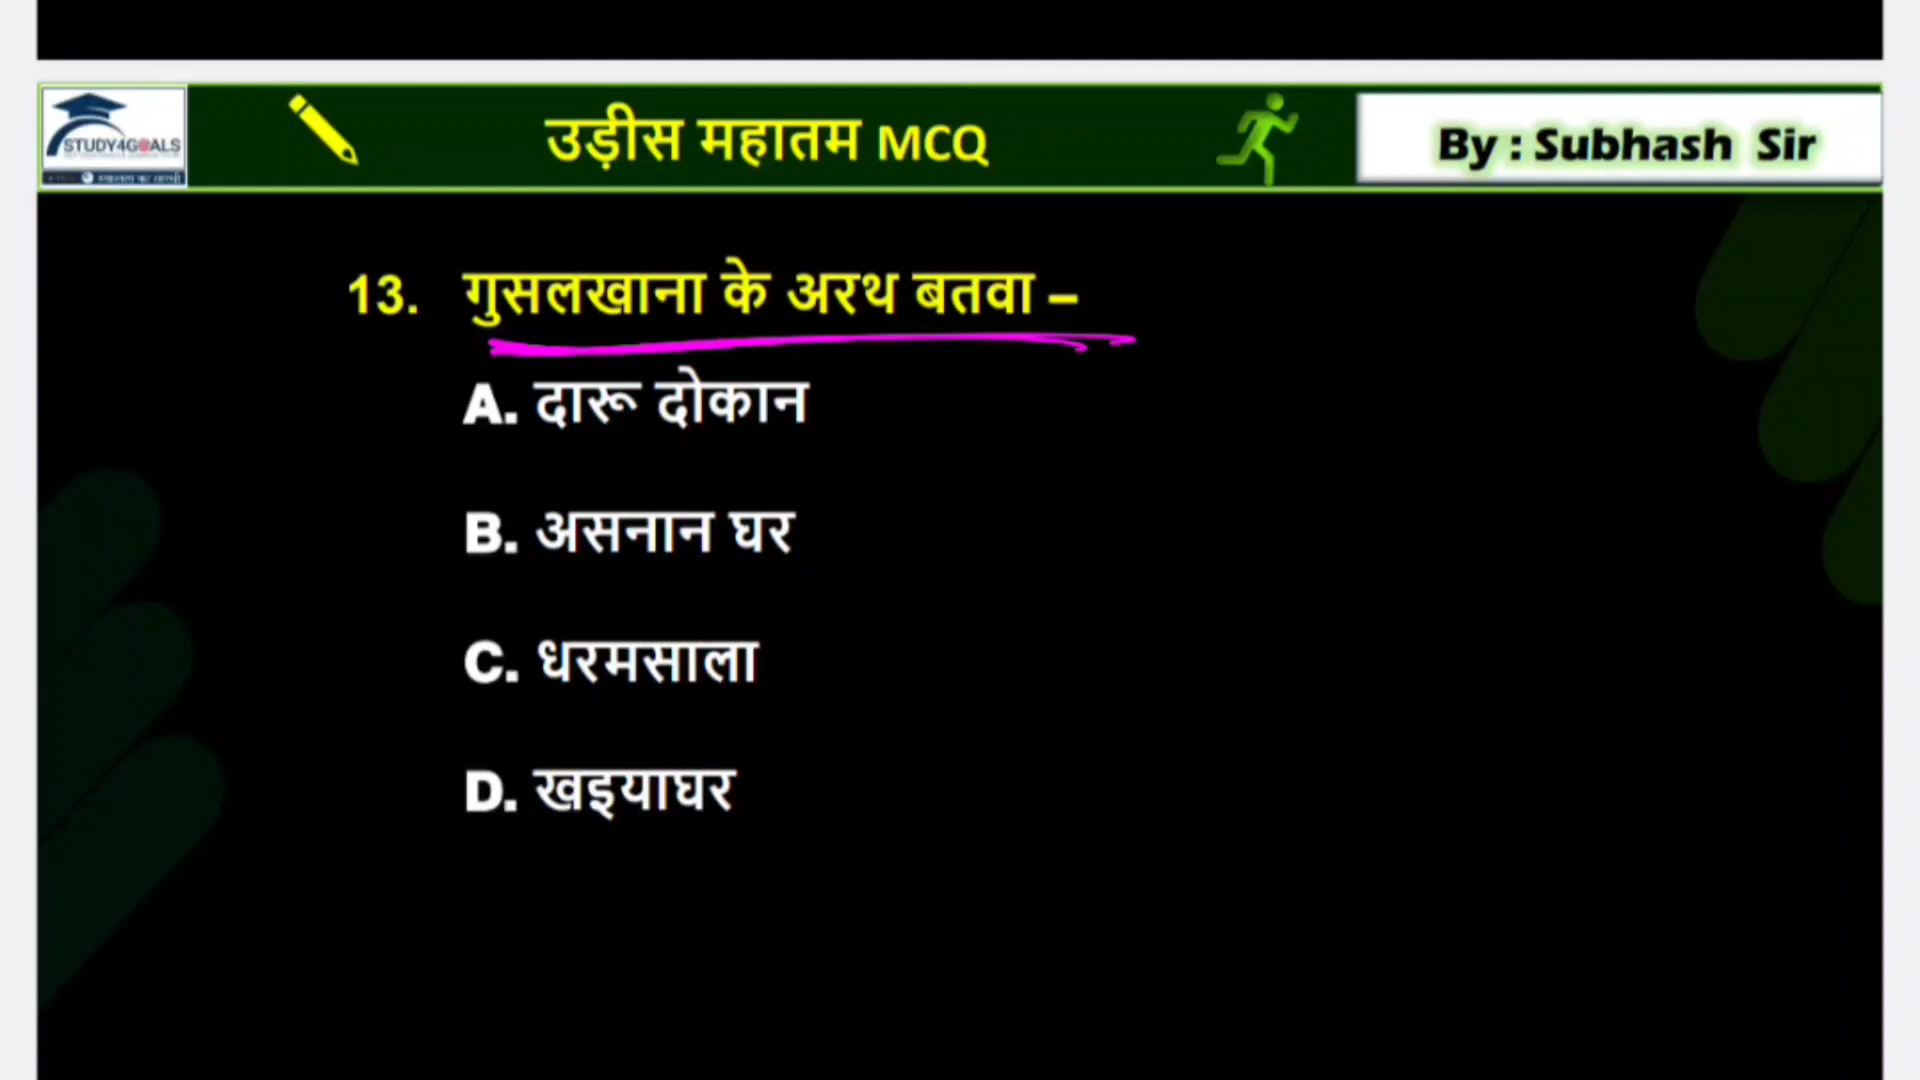 STUDY4GOALS
उड़ीस महातम MCQ
By : Subhash Sir
13. गुसलखाना के अरथ बतवा –
A. दारू दोकान
B. असनान घर
C. धरमसाला
D. खइयाघर